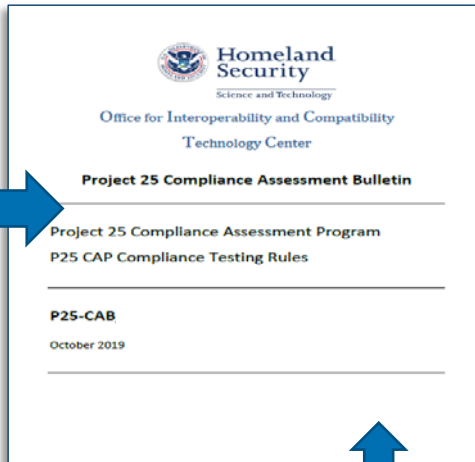 Homeland
Security
Science and Technology
Office for Interoperability and Compatibility
Technology Center
Project 25 Compliance Assessment Bulletin
Project 25 Compliance Assessment Program
P25 CAP Compliance Testing Rules
P25-CAB
October 2019